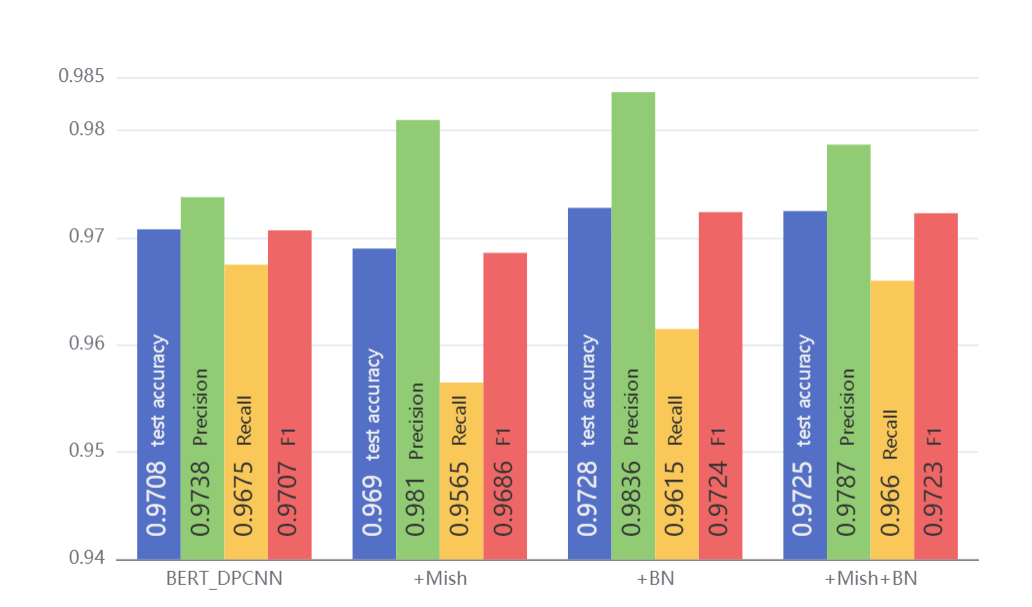 0.985
0.98
0.97
0.96
0.95
0.94
0.9708 test accuracy
0.9738 Precision
0.9675 Recall
0.9707 F1
0.969 test accuracy
0.981 Precision
0.9565 Recall
0.9686 F1
0.9728 test accuracy
0.9836 Precision
0.9615 Recall
0.9724 F1
0.9725 test accuracy
0.9787 Precision
0.966 Recall
0.9723 F1
BERT_DPCNN
+Mish
+BN
+Mish+BN